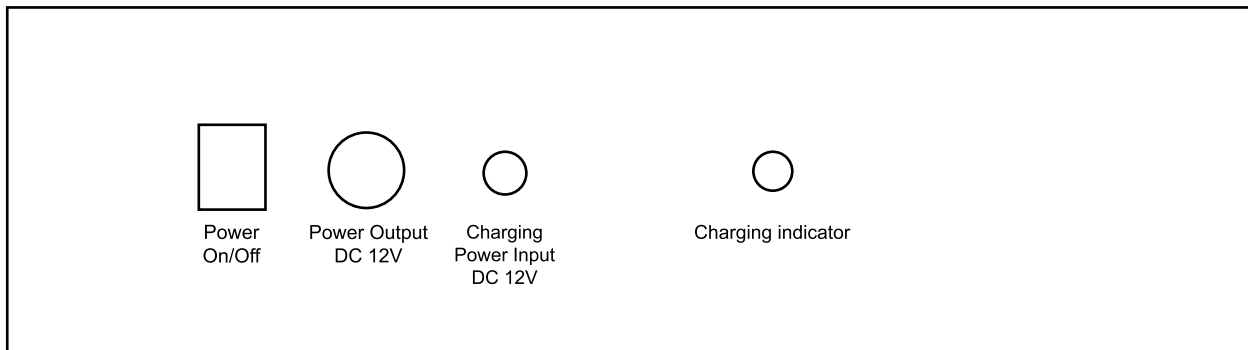 Power
On/Off
Power Output
DC 12V
Charging
Power Input
DC 12V
Charging indicator